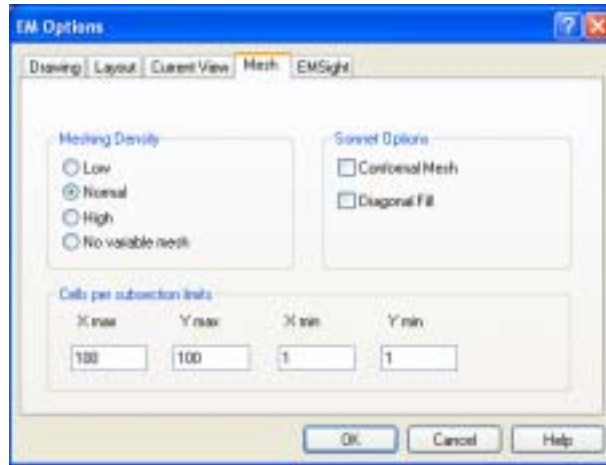 EM Options
Drawing Layout Current View Mesh EMSight
Meshing Density
Low
Normal
High
No variable mesh
Sonnet Options
Conformal Mesh
Diagonal Fill
Cells per subsection limits
X max Y max X min Y min
100 100 1 1
OK Cancel Help